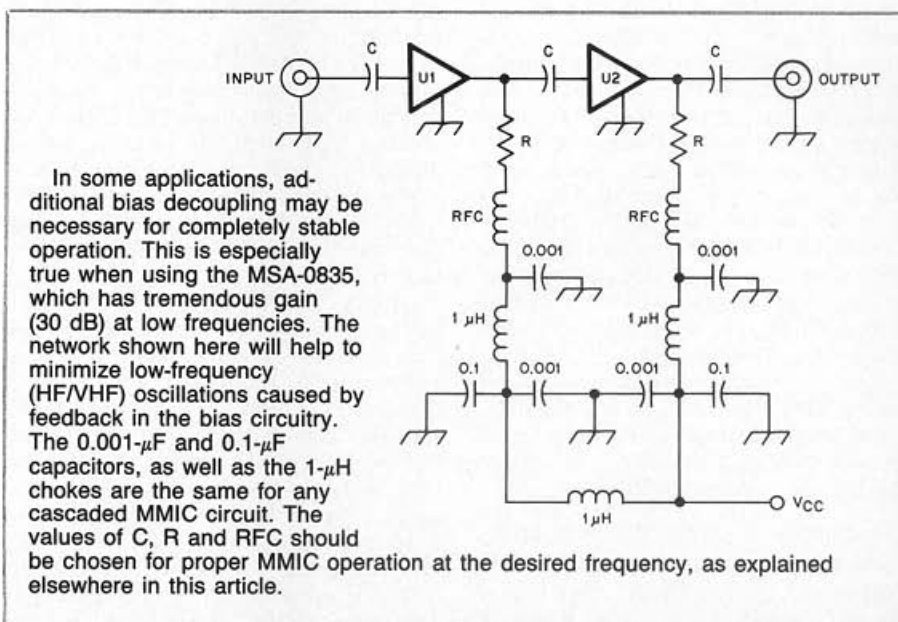 C C C
INPUT U1 U2 OUTPUT
R R
RFC RFC
0.001 0.001
1 μH 1 μH
0.1 0.001 0.001 0.1
1μH VCC
In some applications, ad-
ditional bias decoupling may be
necessary for completely stable
operation. This is especially
true when using the MSA-0835,
which has tremendous gain
(30 dB) at low frequencies. The
network shown here will help to
minimize low-frequency
(HF/VHF) oscillations caused by
feedback in the bias circuitry.
The 0.001-μF and 0.1-μF
capacitors, as well as the 1-μH
chokes are the same for any
cascaded MMIC circuit. The
values of C, R and RFC should
be chosen for proper MMIC operation at the desired frequency, as explained
elsewhere in this article.